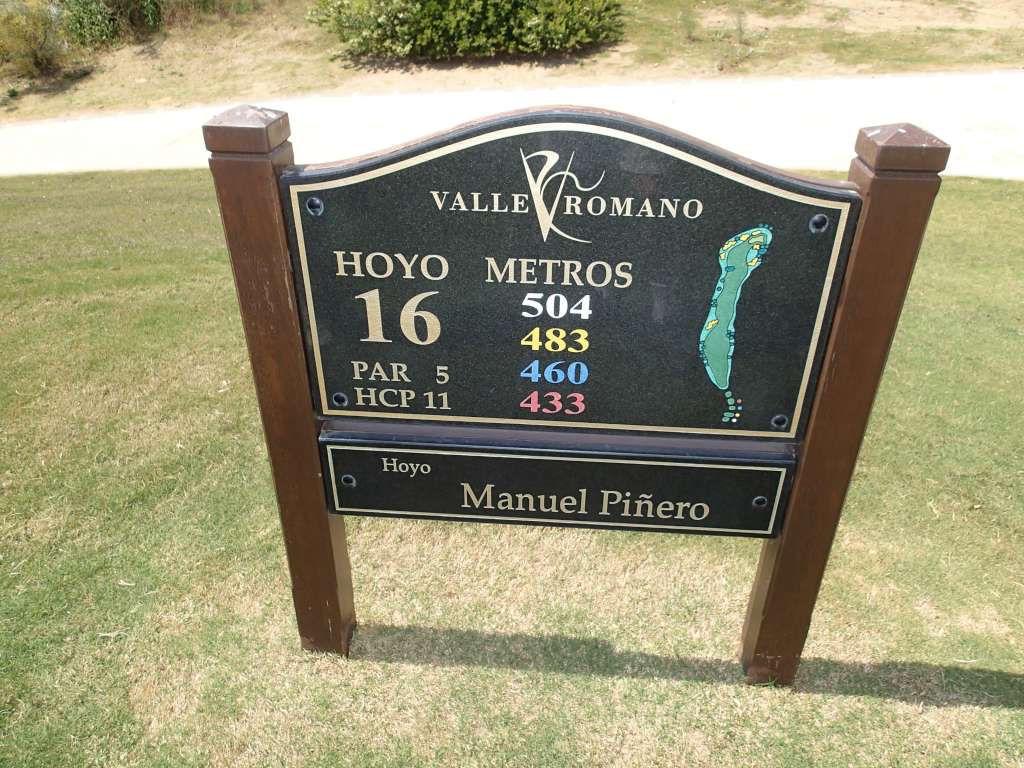 VALLE ROMANO
HOYO
16
PAR 5
HCP 11
METROS
504
483
460
433
Hoyo
Manuel Piñero